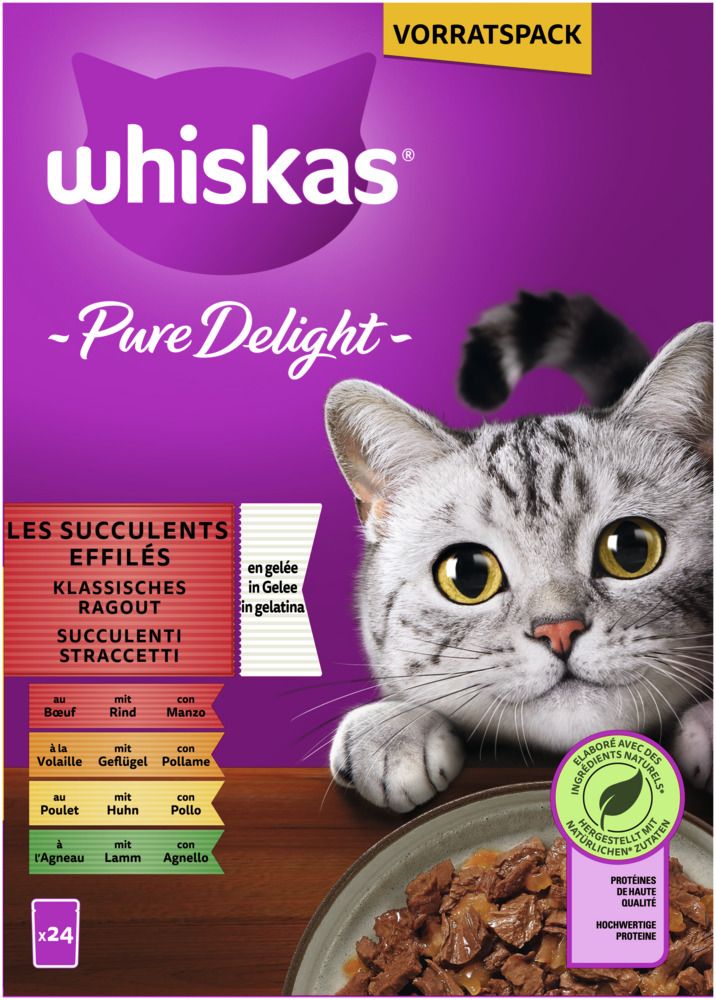 VORRATSPACK
whiskas®
~ Pure Delight ~
LES SUCCULENTS
EFFILÉS
KLASSISCHES
RAGOUT
SUCCULENTI
STRACCETTI
en gelée
in Gelee
in gelatina
au mit con
Bœuf Rind Manzo
à la mit con
Volaille Geflügel Pollame
au mit con
Poulet Huhn Pollo
à mit con
l'Agneau Lamm Agnello
x24
ELABORÉ AVEC DES
INGRÉDIENTS NATURELS*
HERGESTELLT MIT
NATÜRLICHEN* ZUTATEN
PROTÉINES
DE HAUTE
QUALITÉ
HOCHWERTIGE
PROTEINE